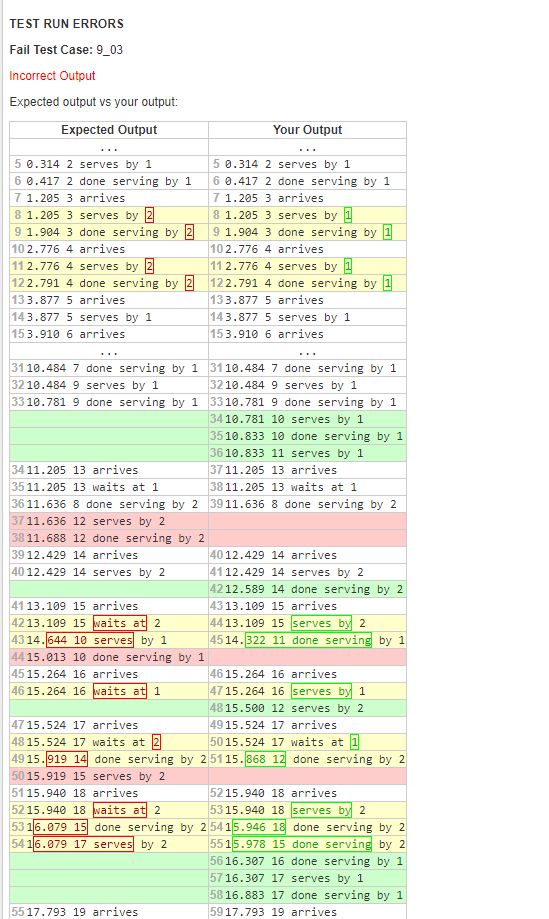 TEST RUN ERRORS
Fail Test Case: 9_03
Incorrect Output
Expected output vs your output:
Expected Output Your Output
... ...
5 0.314 2 serves by 1 5 0.314 2 serves by 1
6 0.417 2 done serving by 1 6 0.417 2 done serving by 1
7 1.205 3 arrives 7 1.205 3 arrives
8 1.205 3 serves by 2 8 1.205 3 serves by 1
9 1.904 3 done serving by 2 9 1.904 3 done serving by 1
10 2.776 4 arrives 10 2.776 4 arrives
11 2.776 4 serves by 2 11 2.776 4 serves by 1
12 2.791 4 done serving by 2 12 2.791 4 done serving by 1
13 3.877 5 arrives 13 3.877 5 arrives
14 3.877 5 serves by 1 14 3.877 5 serves by 1
15 3.910 6 arrives 15 3.910 6 arrives
... ...
31 10.484 7 done serving by 1 31 10.484 7 done serving by 1
32 10.484 9 serves by 1 32 10.484 9 serves by 1
33 10.781 9 done serving by 1 33 10.781 9 done serving by 1
34 10.781 10 serves by 1
35 10.833 10 done serving by 1
36 10.833 11 serves by 1
34 11.205 13 arrives 37 11.205 13 arrives
35 11.205 13 waits at 1 38 11.205 13 waits at 1
36 11.636 8 done serving by 2 39 11.636 8 done serving by 2
37 11.636 12 serves by 2
38 11.688 12 done serving by 2
39 12.429 14 arrives 40 12.429 14 arrives
40 12.429 14 serves by 2 41 12.429 14 serves by 2
42 12.589 14 done serving by 2
41 13.109 15 arrives 43 13.109 15 arrives
42 13.109 15 waits at 2 44 13.109 15 serves by 2
43 14.644 10 serves by 1 45 14.322 11 done serving by 1
44 15.013 10 done serving by 1
45 15.264 16 arrives 46 15.264 16 arrives
46 15.264 16 waits at 1 47 15.264 16 serves by 1
48 15.500 12 serves by 2
47 15.524 17 arrives 49 15.524 17 arrives
48 15.524 17 waits at 2 50 15.524 17 waits at 1
49 15.919 14 done serving by 2 51 15.868 12 done serving by 2
50 15.919 15 serves by 2
51 15.940 18 arrives 52 15.940 18 arrives
52 15.940 18 waits at 2 53 15.940 18 serves by 2
53 16.079 15 done serving by 2 54 15.946 18 done serving by 2
54 16.079 17 serves by 2 55 15.978 15 done serving by 2
56 16.307 16 done serving by 1
57 16.307 17 serves by 1
58 16.883 17 done serving by 1
55 17.793 19 arrives 59 17.793 19 arrives